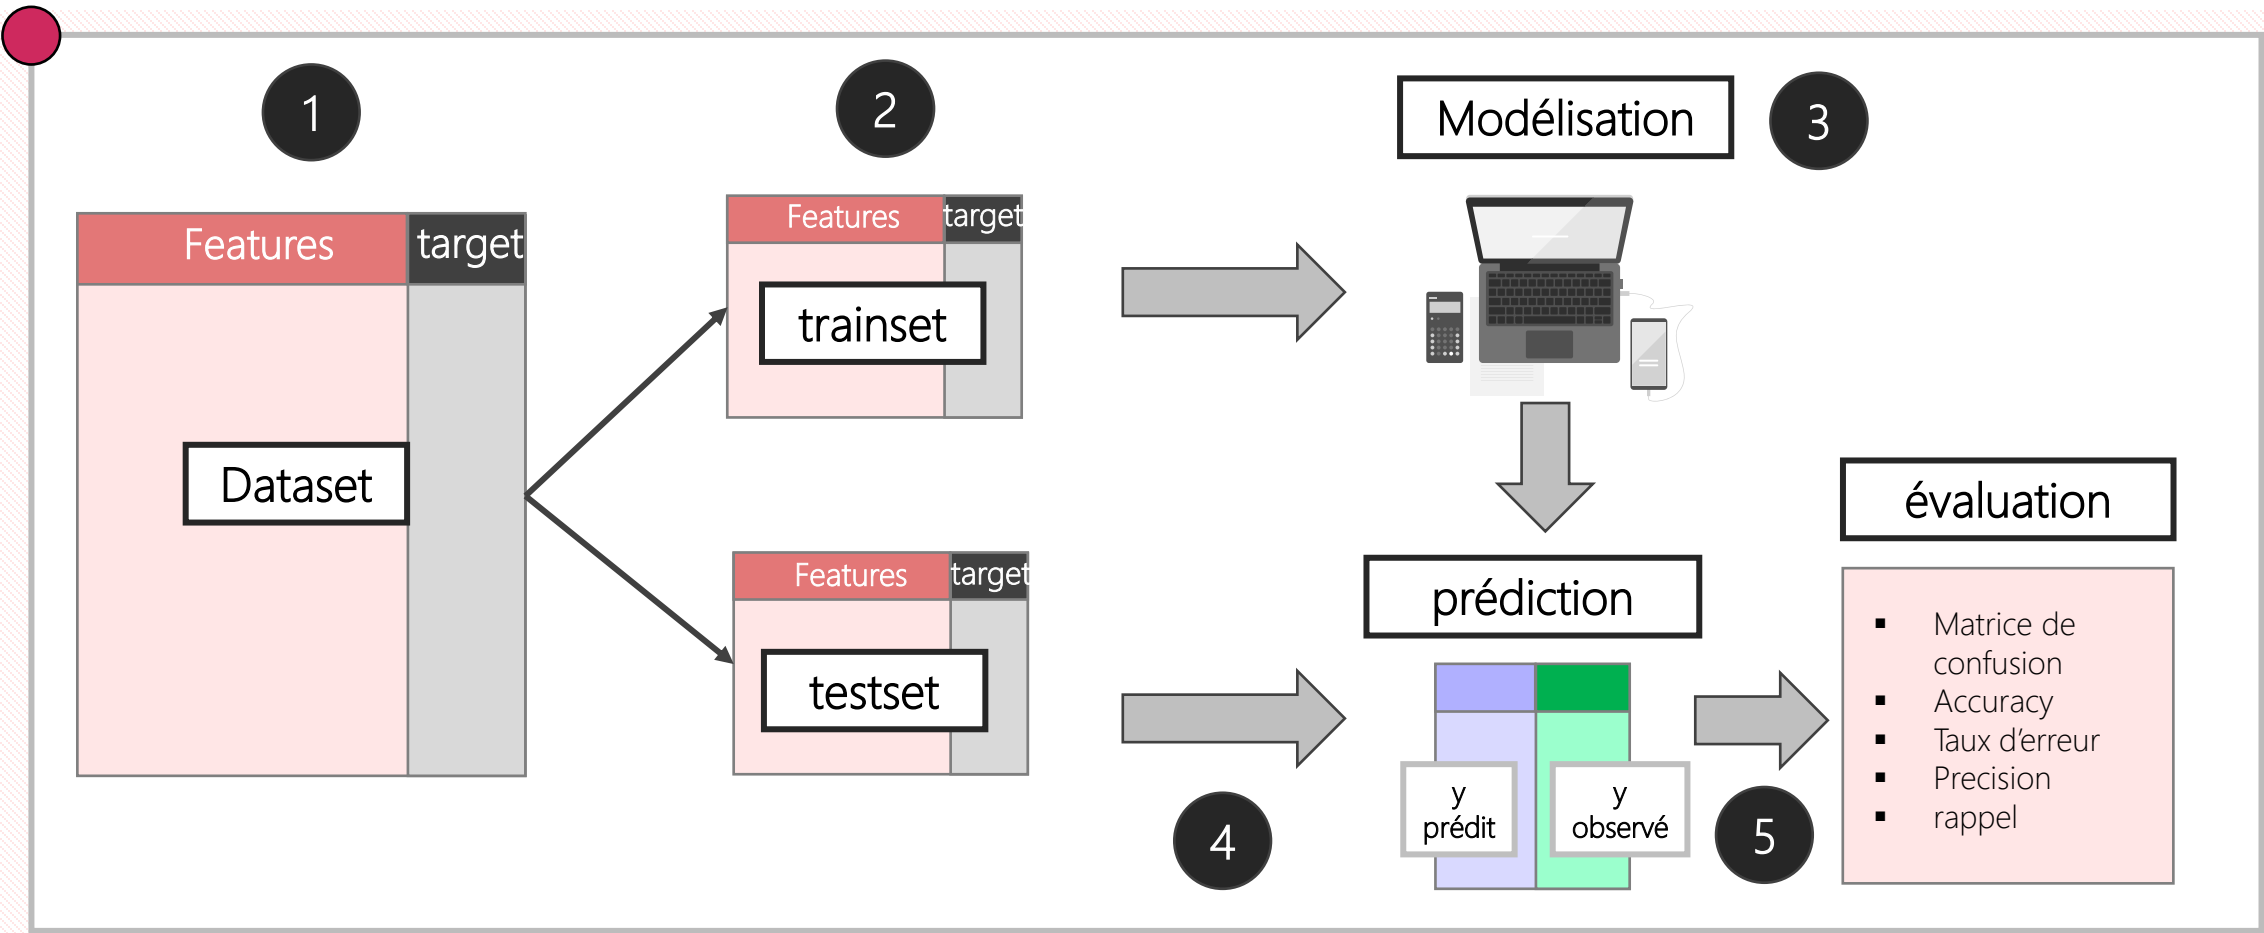 1
Features
target
Dataset
2
Features
target
trainset
Features
target
testset
Modélisation
3
4
prédiction
y
prédit
y
observé
5
évaluation
▪ Matrice de
confusion
▪ Accuracy
▪ Taux d’erreur
▪ Precision
▪ rappel